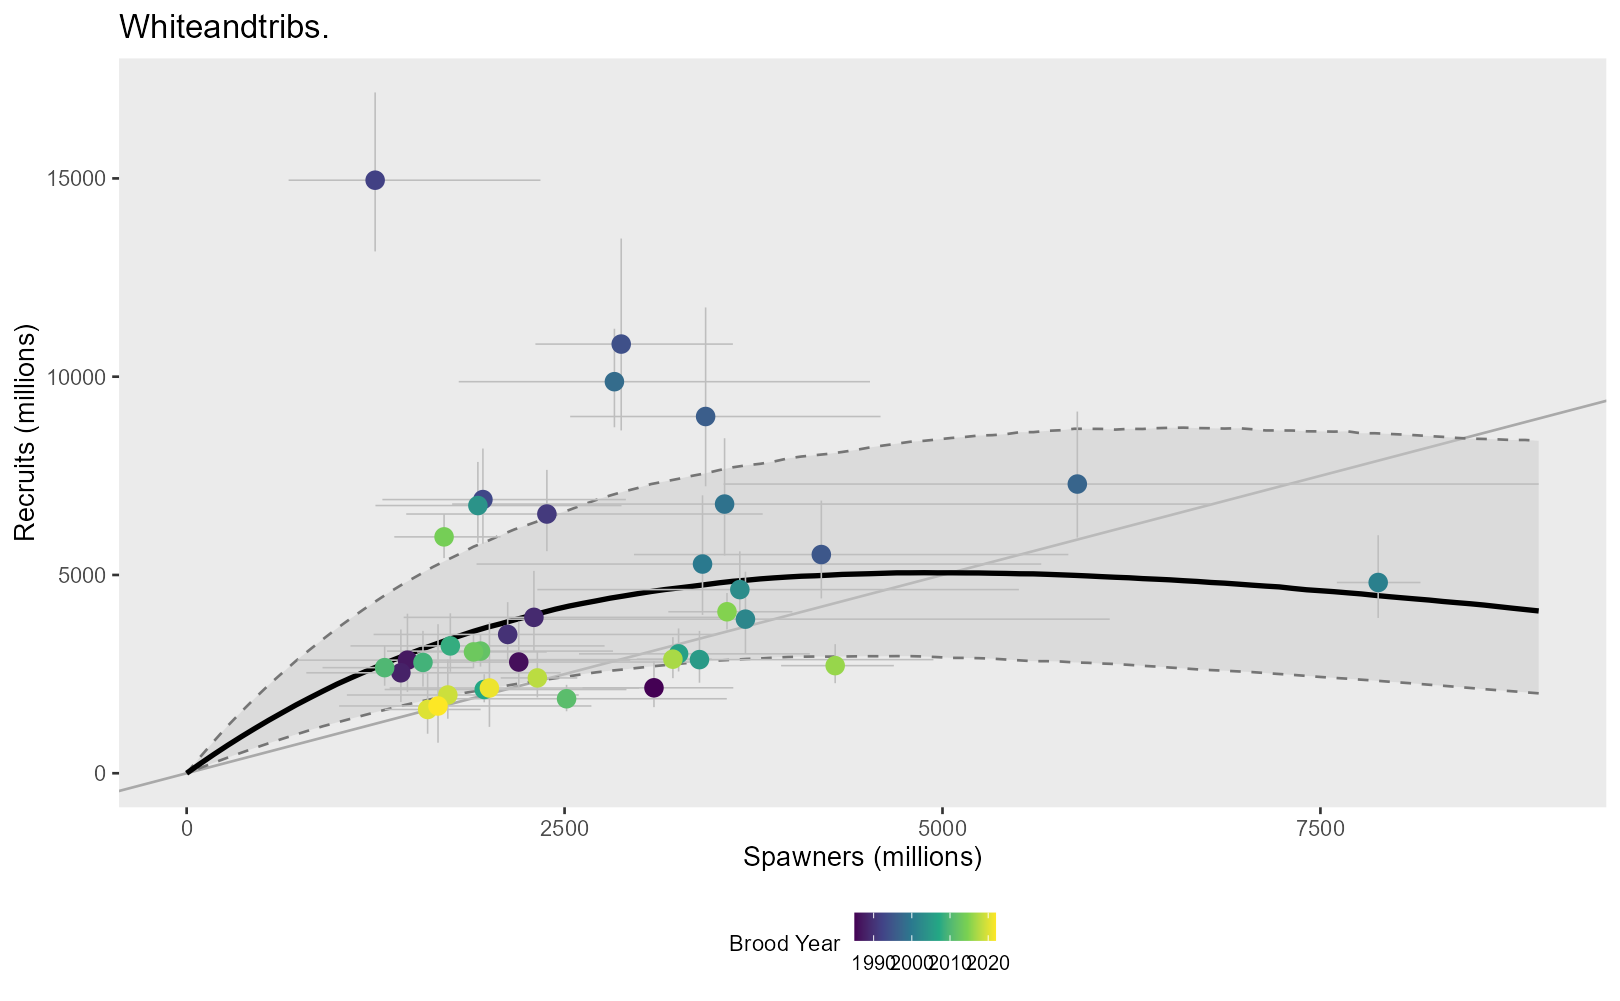 Whiteandtribs.
Recruits (millions)
15000
10000
5000
0
0 2500 5000 7500
Spawners (millions)
Brood Year
1990 2000 2010 2020